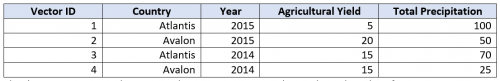 Vector ID Country Year Agricultural Yield Total Precipitation
1 Atlantis 2015 5 100
2 Avalon 2015 20 50
3 Atlantis 2014 15 70
4 Avalon 2014 15 25